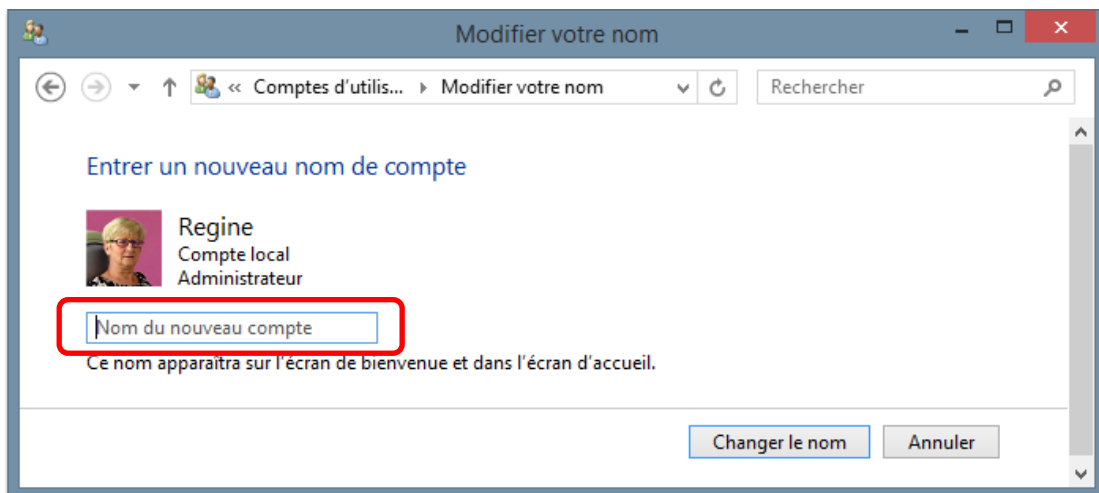 Modifier votre nom
« Comptes d'utilis... Modifier votre nom Rechercher
Entrer un nouveau nom de compte
Regine
Compte local
Administrateur
Nom du nouveau compte
Ce nom apparaîtra sur l'écran de bienvenue et dans l'écran d'accueil.
Changer le nom Annuler